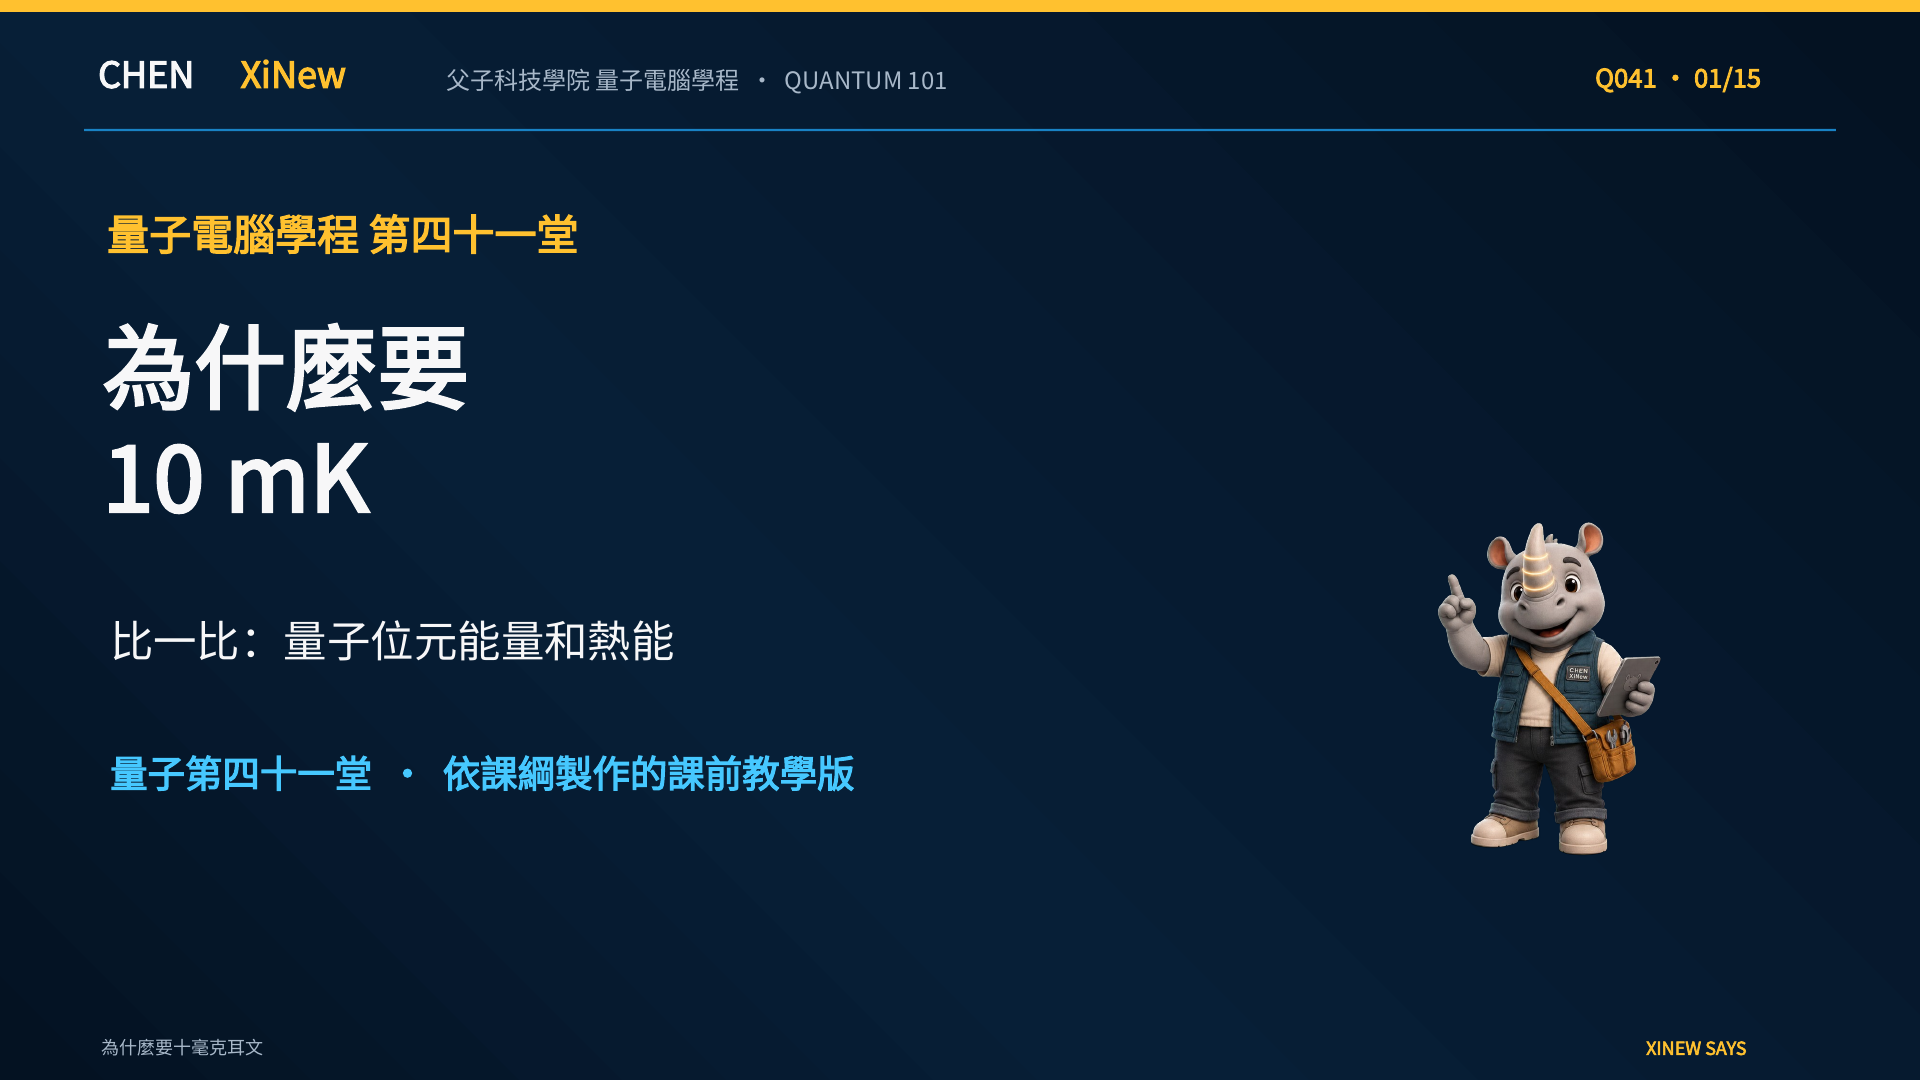 CHEN XiNew 父子科技學院 量子電腦學程 · QUANTUM 101 Q041 · 01/15
量子電腦學程 第四十一堂
為什麼要
10 mK
比一比：量子位元能量和熱能
量子第四十一堂 · 依課綱製作的課前教學版
CHEN
XiNew
為什麼要十毫克耳文 XINEW SAYS